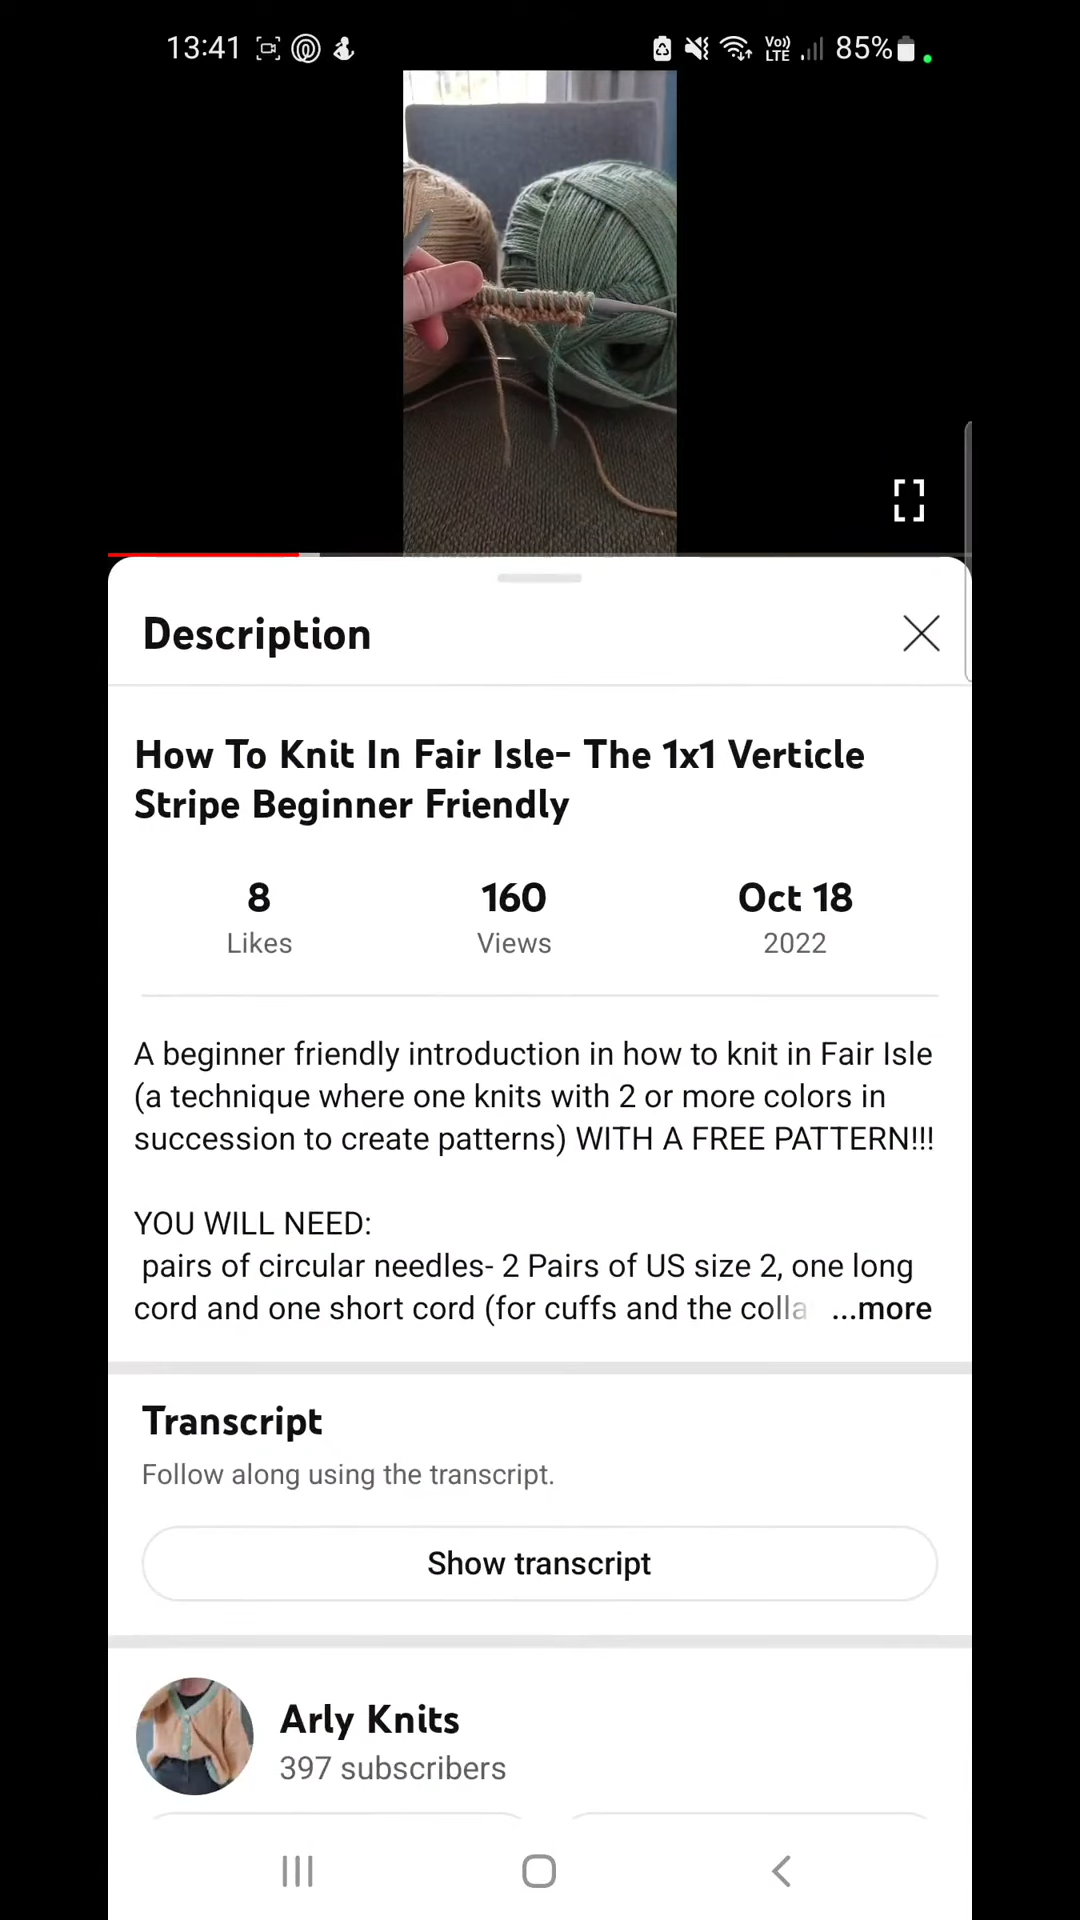 13:41
Vo))
LTE
85%
Description
How To Knit In Fair Isle- The 1x1 Verticle
Stripe Beginner Friendly
8
160
Oct 18
Likes
Views
2022
A beginner friendly introduction in how to knit in Fair Isle
(a technique where one knits with 2 or more colors in
succession to create patterns) WITH A FREE PATTERN!!!
YOU WILL NEED:
pairs of circular needles- 2 Pairs of US size 2, one long
cord and one short cord (for cuffs and the colla ...more
Transcript
Follow along using the transcript.
Show transcript
Arly Knits
397 subscribers